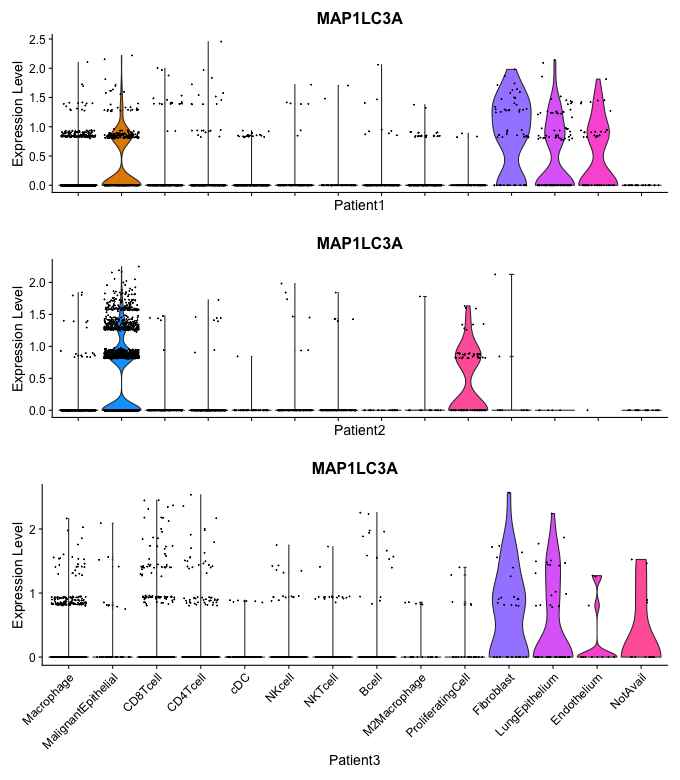 MAP1LC3A
Expression Level
2.5
2.0
1.5
1.0
0.5
0.0
Patient1
MAP1LC3A
Expression Level
2.0
1.5
1.0
0.5
0.0
Patient2
MAP1LC3A
Expression Level
2
1
0
Macrophage
MalignantEpithelial
CD8Tcell
CD4Tcell
cDC
NKcell
NKTcell
Bcell
M2Macrophage
ProliferatingCell
Fibroblast
LungEpithelium
Endothelium
NotAvail
Patient3